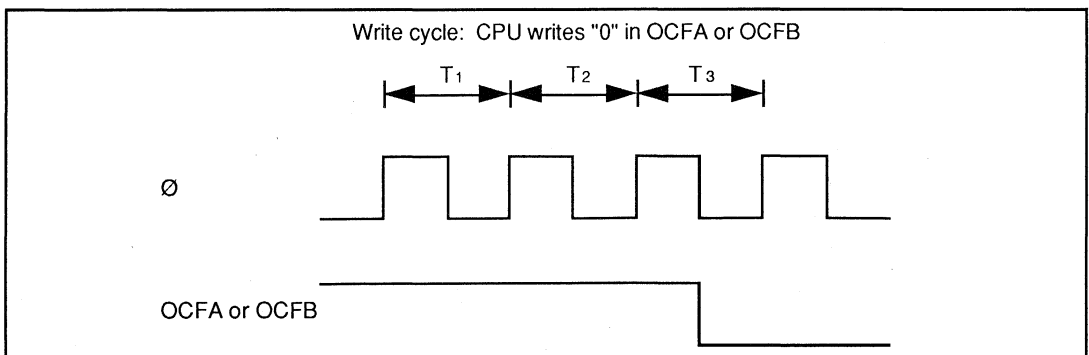 Write cycle: CPU writes "0" in OCFA or OCFB
T1 T2 T3
Ø
OCFA or OCFB